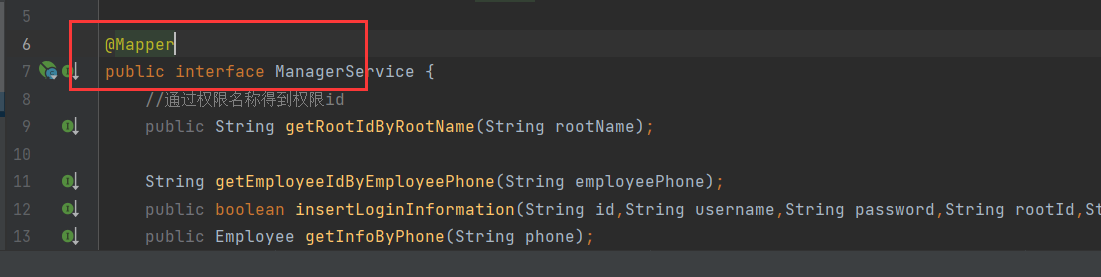 5
6 @Mapper
7 public interface ManagerService {
8 //通过权限名称得到权限id
9 public String getRootIdByRootName(String rootName);
10
11 String getEmployeeIdByEmployeePhone(String employeePhone);
12 public boolean insertLoginInformation(String id,String username,String password,String rootId,St
13 public Employee getInfoByPhone(String phone);